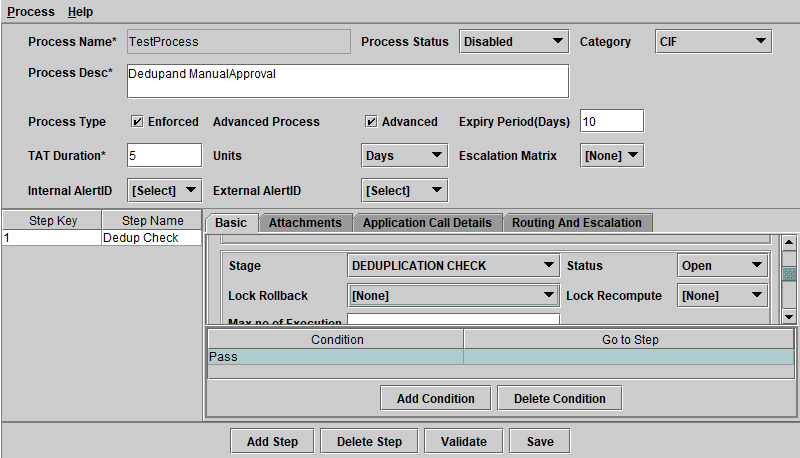 Process Help
Process Name* TestProcess Process Status Disabled Category CIF
Process Desc* Dedupand ManualApproval
Process Type Enforced Advanced Process Advanced Expiry Period(Days) 10
TAT Duration* 5 Units Days Escalation Matrix [None]
Internal AlertID [Select] External AlertID [Select]
Step Key Step Name
1 Dedup Check
Basic Attachments Application Call Details Routing And Escalation
Stage DEDUPLICATION CHECK Status Open
Lock Rollback [None] Lock Recompute [None]
Max no of Execution
Condition Go to Step
Pass
Add Condition Delete Condition
Add Step Delete Step Validate Save